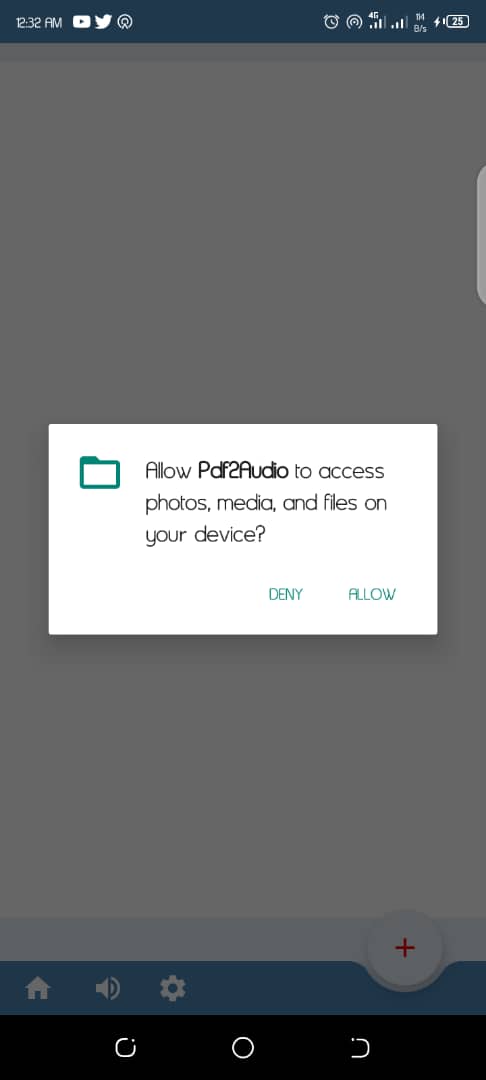 12:32 AM 4G 114 B/s 25
Allow Pdf2Audio to access
photos, media, and files on
your device?
DENY ALLOW